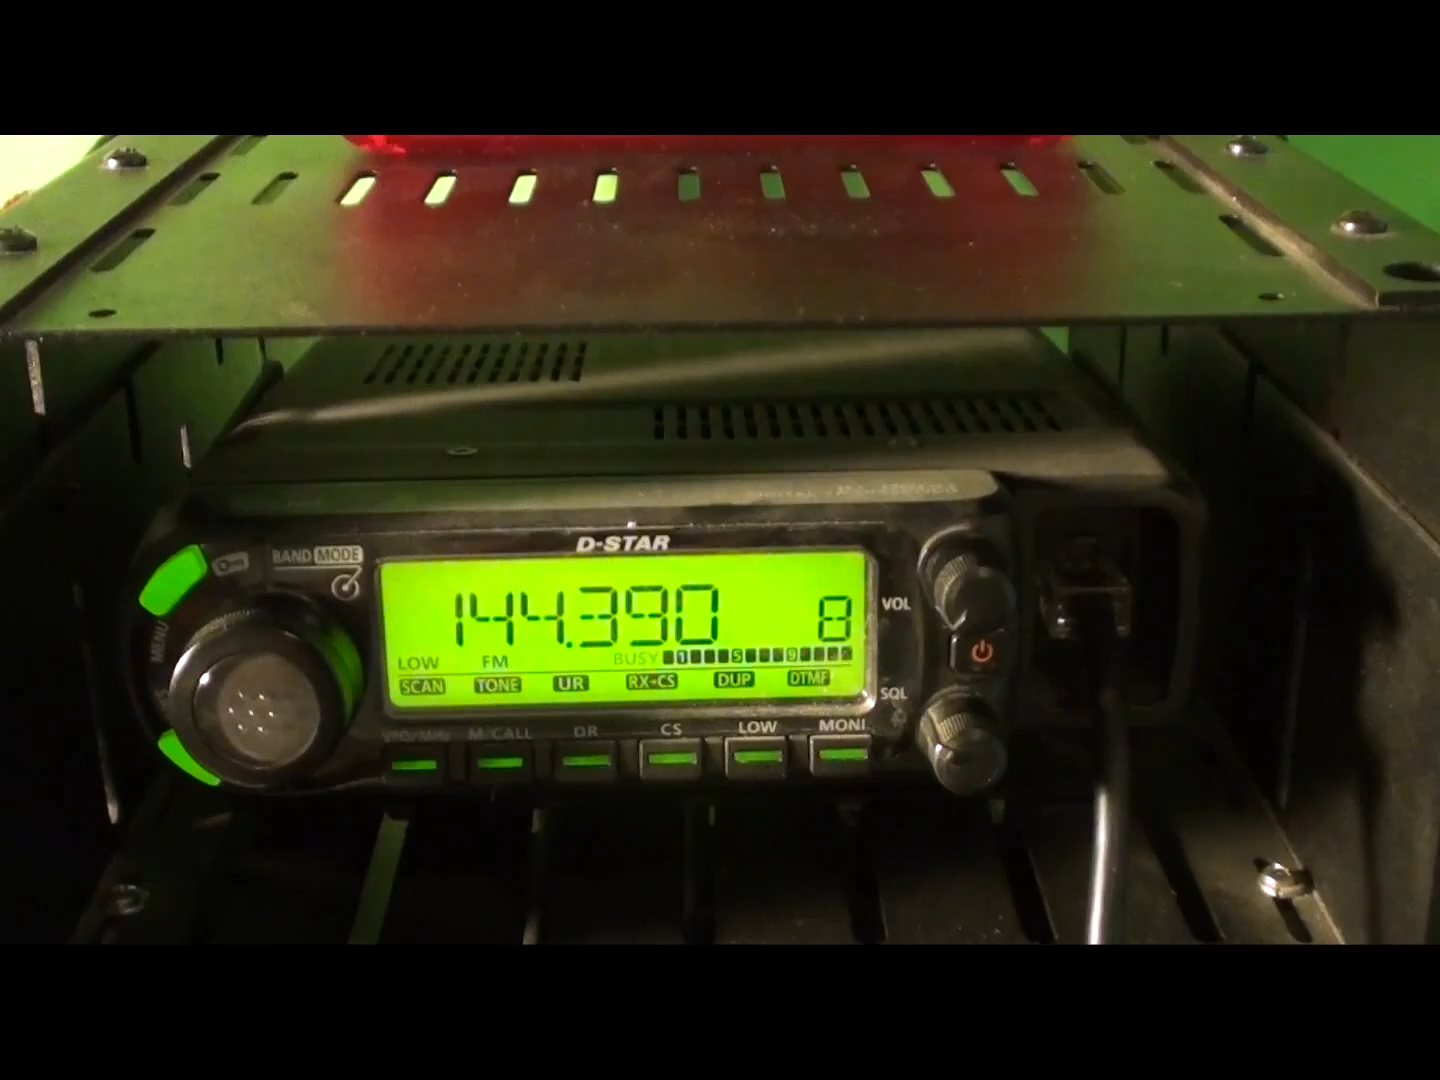 D-STAR
BAND MODE
144.390 8
VOL
MENU
LOW FM BUSY 1 5 9
SCAN TONE UR RX→CS DUP DTMF
SQL
M.CALL DR CS LOW MONI